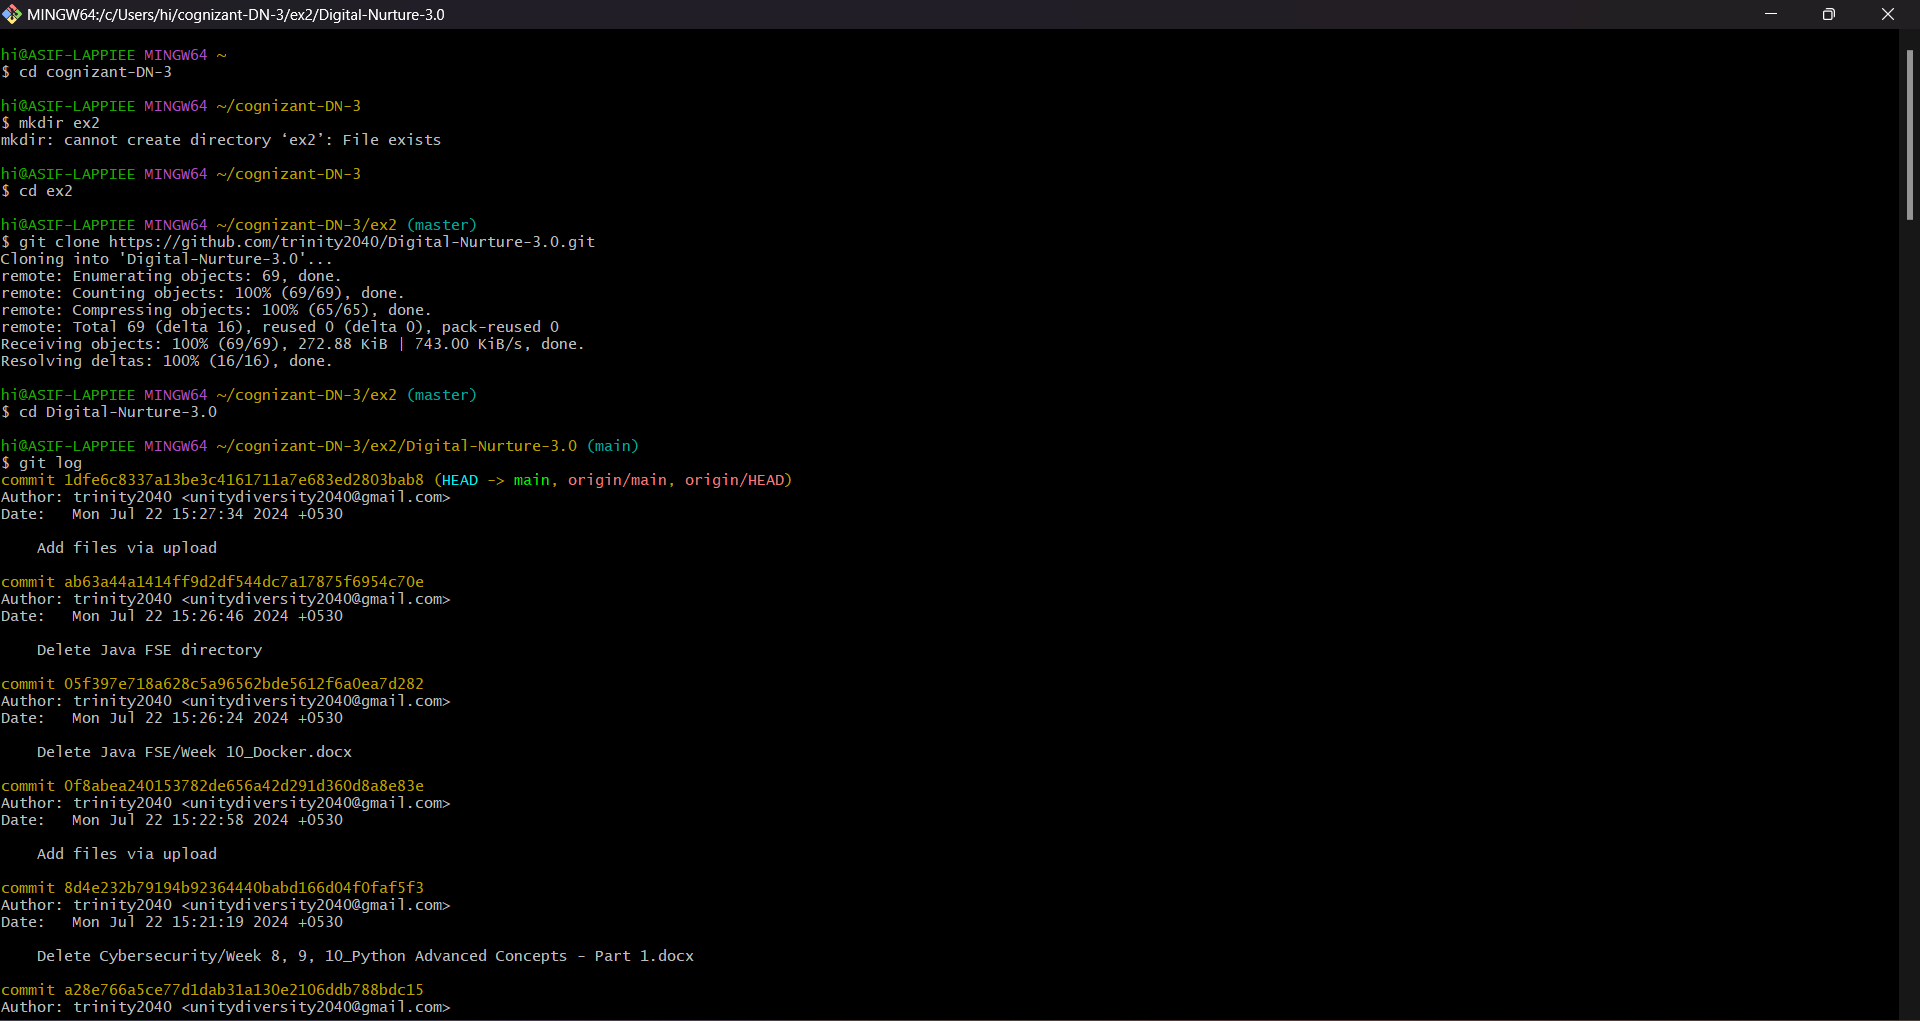 MINGW64:/c/Users/hi/cognizant-DN-3/ex2/Digital-Nurture-3.0
hi@ASIF-LAPPIEE MINGW64 ~
$ cd cognizant-DN-3
hi@ASIF-LAPPIEE MINGW64 ~/cognizant-DN-3
$ mkdir ex2
mkdir: cannot create directory ‘ex2’: File exists
hi@ASIF-LAPPIEE MINGW64 ~/cognizant-DN-3
$ cd ex2
hi@ASIF-LAPPIEE MINGW64 ~/cognizant-DN-3/ex2 (master)
$ git clone https://github.com/trinity2040/Digital-Nurture-3.0.git
Cloning into 'Digital-Nurture-3.0'...
remote: Enumerating objects: 69, done.
remote: Counting objects: 100% (69/69), done.
remote: Compressing objects: 100% (65/65), done.
remote: Total 69 (delta 16), reused 0 (delta 0), pack-reused 0
Receiving objects: 100% (69/69), 272.88 KiB | 743.00 KiB/s, done.
Resolving deltas: 100% (16/16), done.
hi@ASIF-LAPPIEE MINGW64 ~/cognizant-DN-3/ex2 (master)
$ cd Digital-Nurture-3.0
hi@ASIF-LAPPIEE MINGW64 ~/cognizant-DN-3/ex2/Digital-Nurture-3.0 (main)
$ git log
commit 1dfe6c8337a13be3c4161711a7e683ed2803bab8 (HEAD -> main, origin/main, origin/HEAD)
Author: trinity2040 <unitydiversity2040@gmail.com>
Date:   Mon Jul 22 15:27:34 2024 +0530
Add files via upload
commit ab63a44a1414ff9d2df544dc7a17875f6954c70e
Author: trinity2040 <unitydiversity2040@gmail.com>
Date:   Mon Jul 22 15:26:46 2024 +0530
Delete Java FSE directory
commit 05f397e718a628c5a96562bde5612f6a0ea7d282
Author: trinity2040 <unitydiversity2040@gmail.com>
Date:   Mon Jul 22 15:26:24 2024 +0530
Delete Java FSE/Week 10_Docker.docx
commit 0f8abea240153782de656a42d291d360d8a8e83e
Author: trinity2040 <unitydiversity2040@gmail.com>
Date:   Mon Jul 22 15:22:58 2024 +0530
Add files via upload
commit 8d4e232b79194b92364440babd166d04f0faf5f3
Author: trinity2040 <unitydiversity2040@gmail.com>
Date:   Mon Jul 22 15:21:19 2024 +0530
Delete Cybersecurity/Week 8, 9, 10_Python Advanced Concepts - Part 1.docx
commit a28e766a5ce77d1dab31a130e2106ddb788bdc15
Author: trinity2040 <unitydiversity2040@gmail.com>